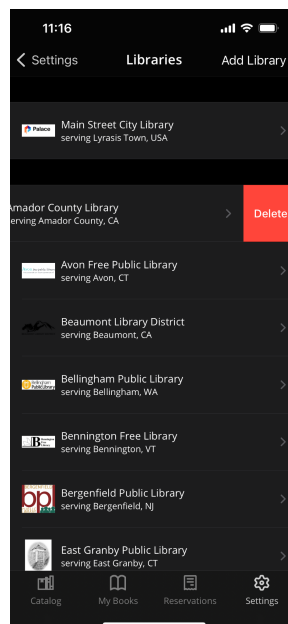 11:16
Settings
Libraries
Add Library
Palace
Main Street City Library
serving Lyrasis Town, USA
Amador County Library
erving Amador County, CA
Delete
Avon Free Public Library
serving Avon, CT
Beaumont Library District
serving Beaumont, CA
Bellingham
PublicLibrary
Bellingham Public Library
serving Bellingham, WA
B
Bennington Free Library
serving Bennington, VT
bpl
Bergenfield Public Library
serving Bergenfield, NJ
East Granby Public Library
serving East Granby, CT
Catalog
My Books
Reservations
Settings